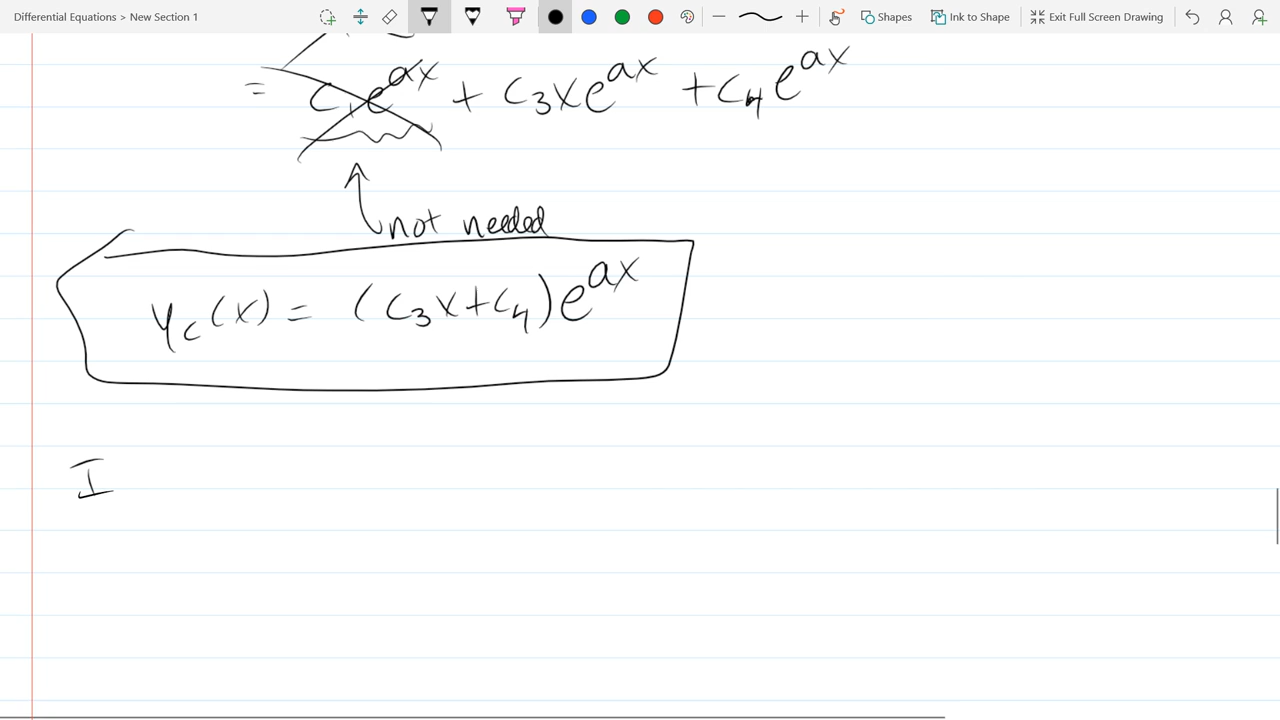 Differential Equations > New Section 1
Shapes
Ink to Shape
Exit Full Screen Drawing
= c₁e^{ax} + c₃xe^{ax} + c₄e^{ax}
not needed
y_c(x) = (c₃x+c₄)e^{ax}
I